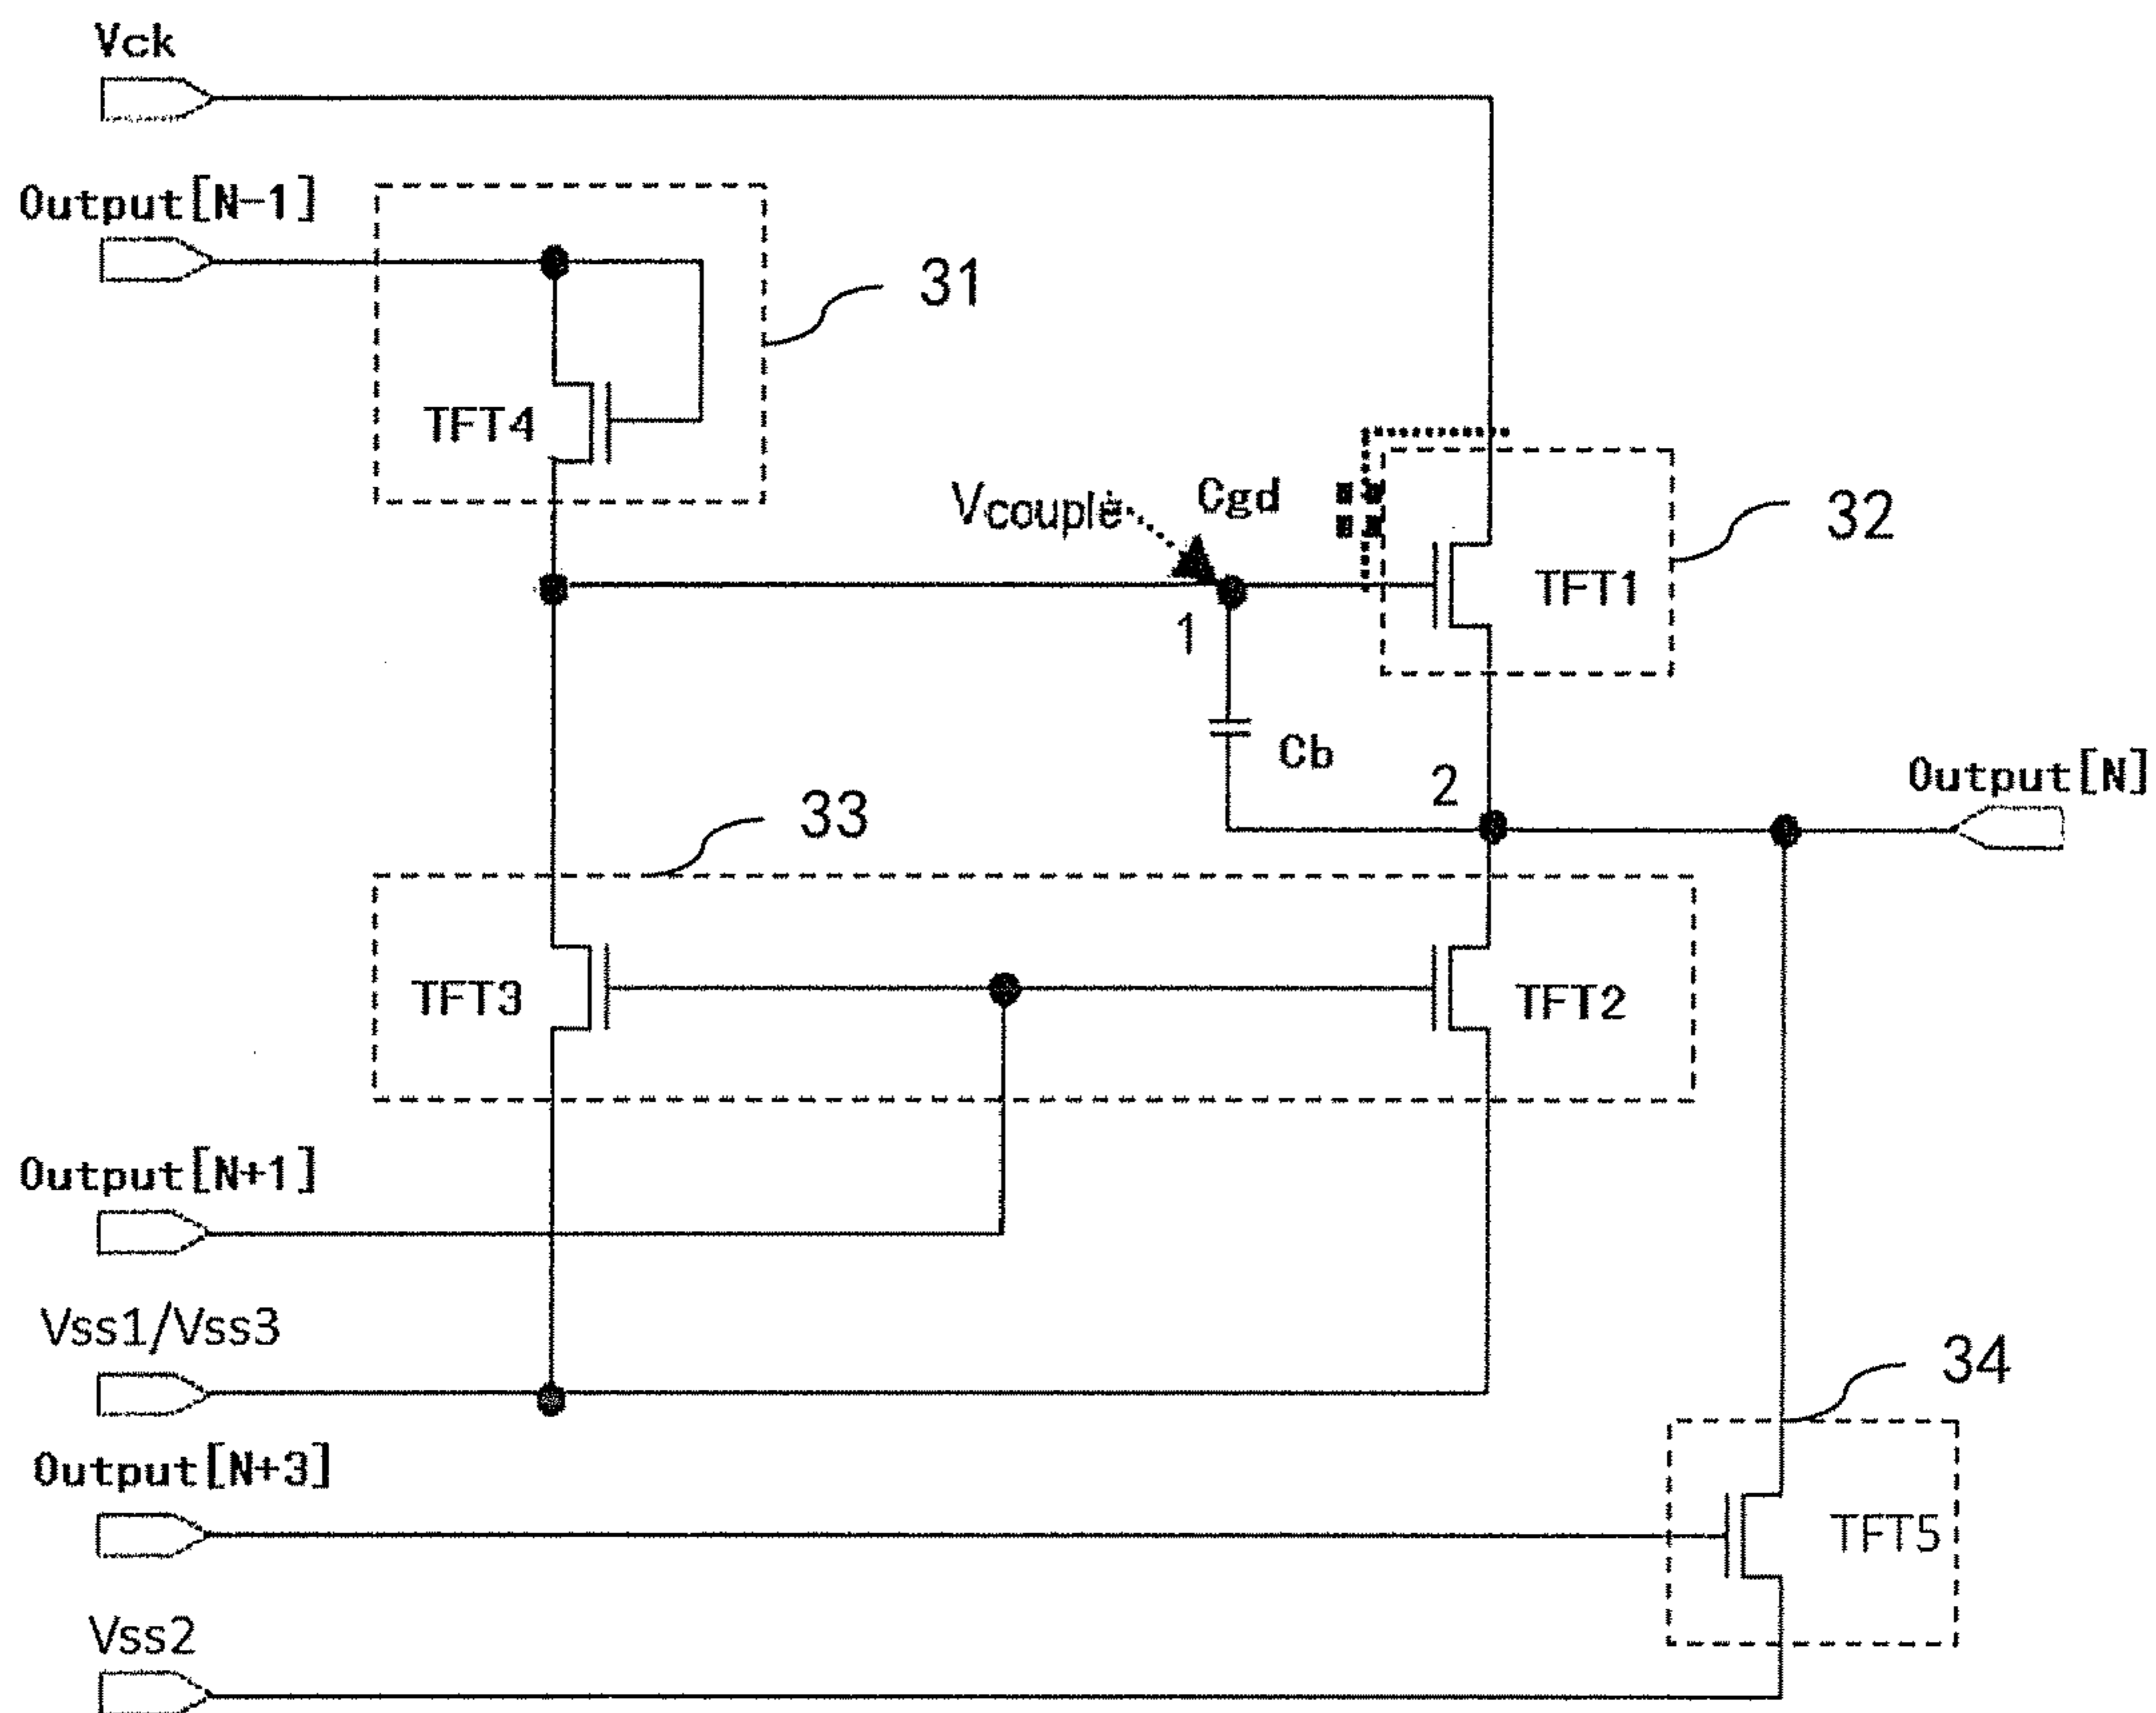 Vck
Output[N-1]
31
TFT4
Vcouple
Cgd
32
TFT1
1
Cb
2
Output[N]
33
TFT3
TFT2
Output[N+1]
Vss1/Vss3
34
Output[N+3]
TFT5
Vss2